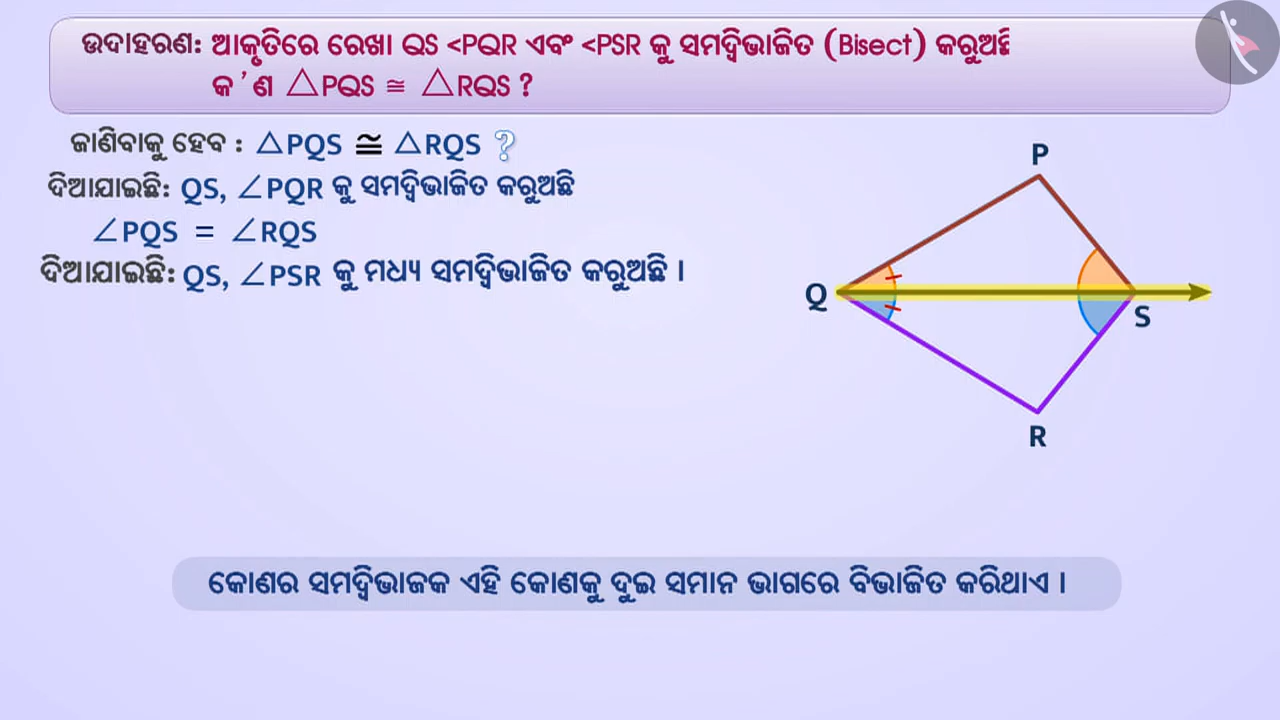 ଉଦାହରଣ: ଆକୃତିରେ ରେଖା QS <PQR ଏବଂ <PSR କୁ ସମଦ୍ୱିଭାଜିତ (Bisect) କରୁଅଛି
କ'ଣ △PQS ≅ △RQS ?
ଜାଣିବାକୁ ହେବ : △PQS ≅ △RQS ?
ଦିଆଯାଇଛି: QS, ∠PQR କୁ ସମଦ୍ୱିଭାଜିତ କରୁଅଛି
∠PQS = ∠RQS
ଦିଆଯାଇଛି: QS, ∠PSR କୁ ମଧ୍ୟ ସମଦ୍ୱିଭାଜିତ କରୁଅଛି ।
P
Q
S
R
କୋଣର ସମଦ୍ୱିଭାଜକ ଏହି କୋଣକୁ ଦୁଇ ସମାନ ଭାଗରେ ବିଭାଜିତ କରିଥାଏ ।